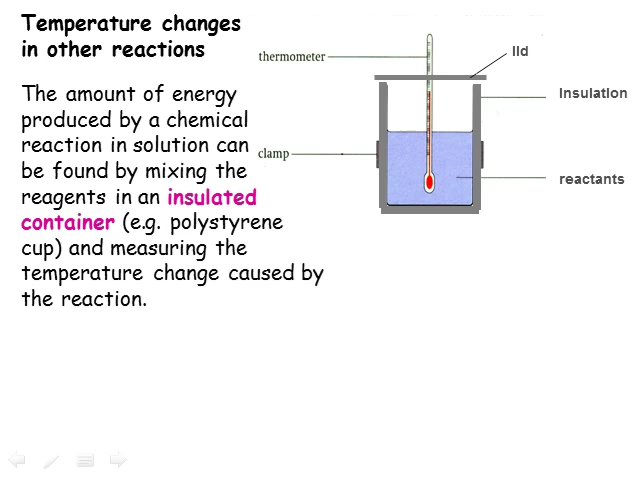 Temperature changes
in other reactions
The amount of energy
produced by a chemical
reaction in solution can
be found by mixing the
reagents in an insulated
container (e.g. polystyrene
cup) and measuring the
temperature change caused by
the reaction.
thermometer
lid
insulation
clamp
reactants